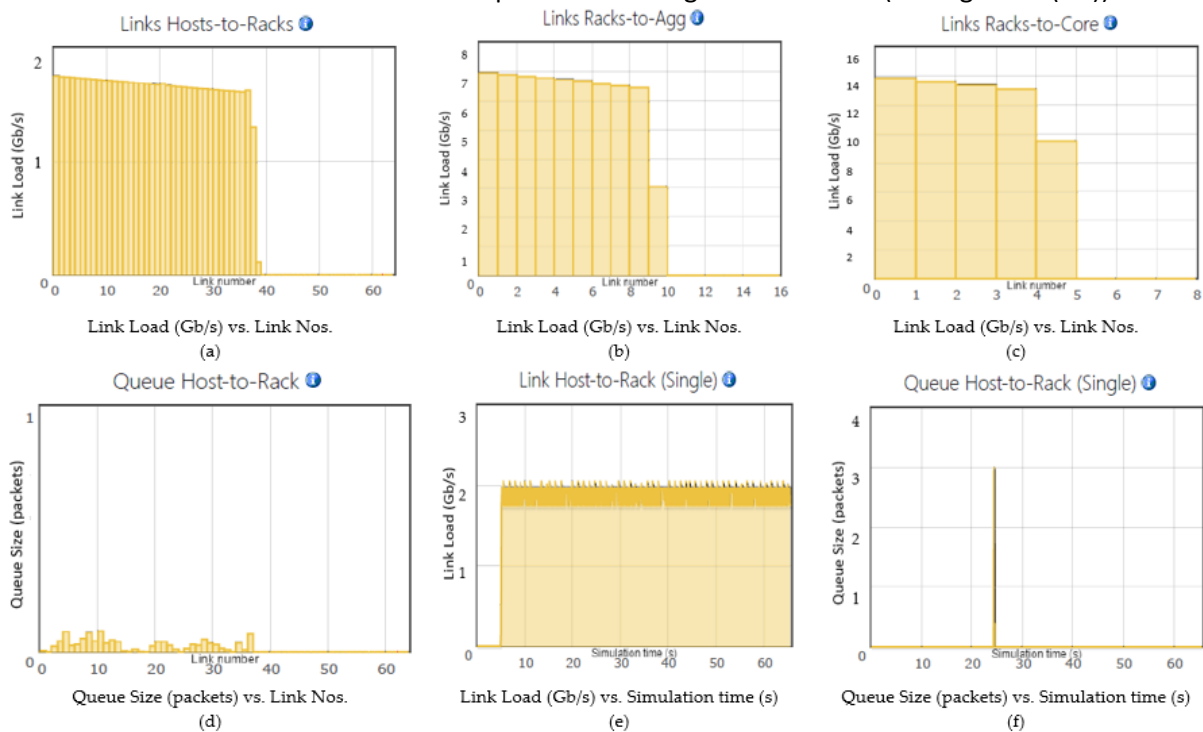 Links Hosts-to-Racks
Links Racks-to-Agg
Links Racks-to-Core
2
1
0
Link Load (Gb/s)
0 10 20 30 40 50 60
Link number
8
7
6
5
4
3
2
1
0
Link Load (Gb/s)
0 2 4 6 8 10 12 14 16
Link number
16
14
12
10
8
6
4
2
0
Link Load (Gb/s)
0 1 2 3 4 5 6 7 8
Link number
Link Load (Gb/s) vs. Link Nos.
(a)
Link Load (Gb/s) vs. Link Nos.
(b)
Link Load (Gb/s) vs. Link Nos.
(c)
Queue Host-to-Rack
Link Host-to-Rack (Single)
Queue Host-to-Rack (Single)
1
0
Queue Size (packets)
0 10 20 30 40 50 60
Link number
3
2
1
0
Link Load (Gb/s)
10 20 30 40 50 60
Simulation time (s)
4
3
2
1
0
Queue Size (packets)
10 20 30 40 50 60
Simulation time (s)
Queue Size (packets) vs. Link Nos.
(d)
Link Load (Gb/s) vs. Simulation time (s)
(e)
Queue Size (packets) vs. Simulation time (s)
(f)